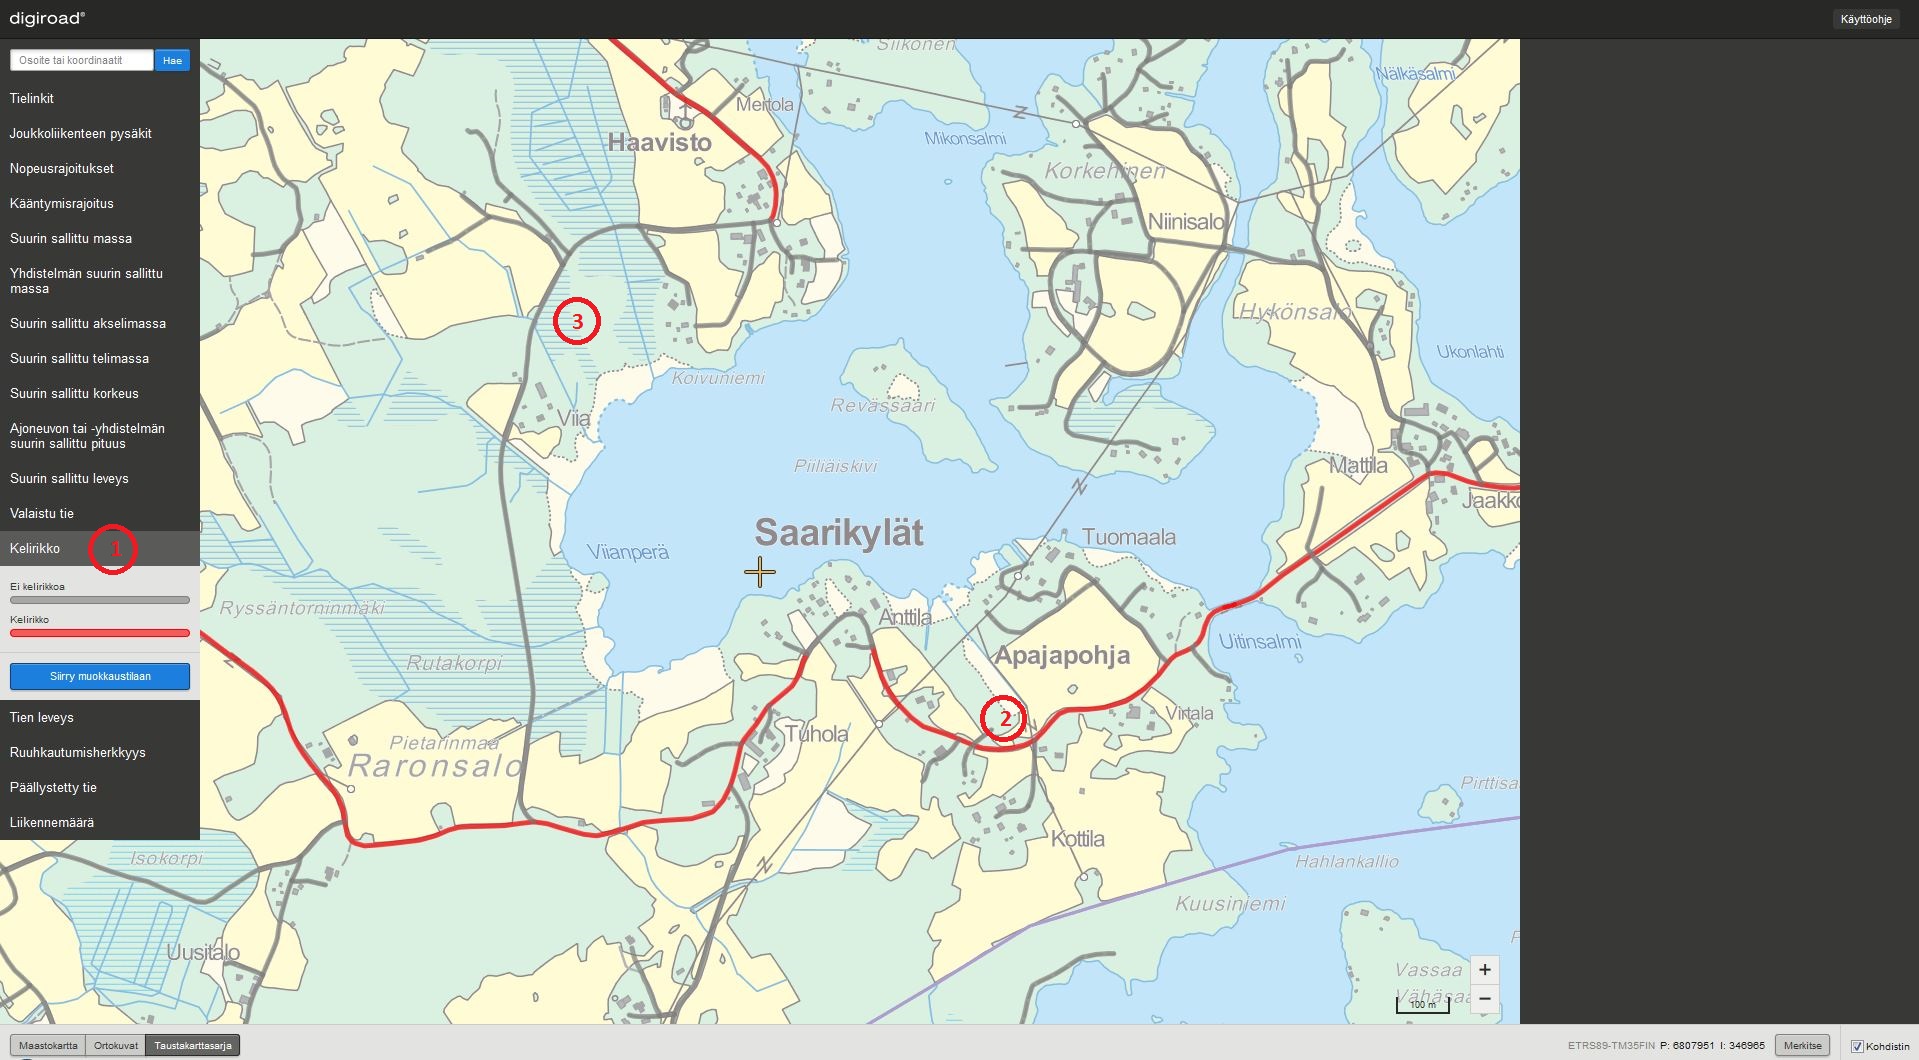 digiroad®
Käyttöohje
Osoite tai koordinaatit
Hae
Tielinkit
Joukkoliikenteen pysäkit
Nopeusrajoitukset
Kääntymisrajoitus
Suurin sallittu massa
Yhdistelmän suurin sallittu
massa
Suurin sallittu akselimassa
Suurin sallittu telimassa
Suurin sallittu korkeus
Ajoneuvon tai -yhdistelmän
suurin sallittu pituus
Suurin sallittu leveys
Valaistu tie
Kelirikko
1
Ei kelirikkoa
Kelirikko
Siirry muokkaustilaan
Tien leveys
Ruuhkautumisherkkyys
Päällystetty tie
Liikennemäärä
Siikonen
Nälkäsalmi
Mertola
Haavisto
Mikonsalmi
Korkehinen
Niinisalo
3
Hykönsalo
Ukonlahti
Koivuniemi
Revässaari
Viia
Piiliäiskivi
Mattila
Jaakko
Saarikylät
Tuomaala
Viianperä
Ryssäntorninmäki
Anttila
Uitinsalmi
Rutakorpi
Apajapohja
2
Virtala
Tuhola
Pietarinmaa
Raronsalo
Pirttisa
Kottila
Isokorpi
Hahlankallio
Kuusiniemi
Uusitalo
Vassaa
Vähäsaa
+
−
100 m
Maastokartta
Ortokuvat
Taustakarttasarja
ETRS89-TM35FIN P: 6807951 I: 346965
Merkitse
Kohdistin